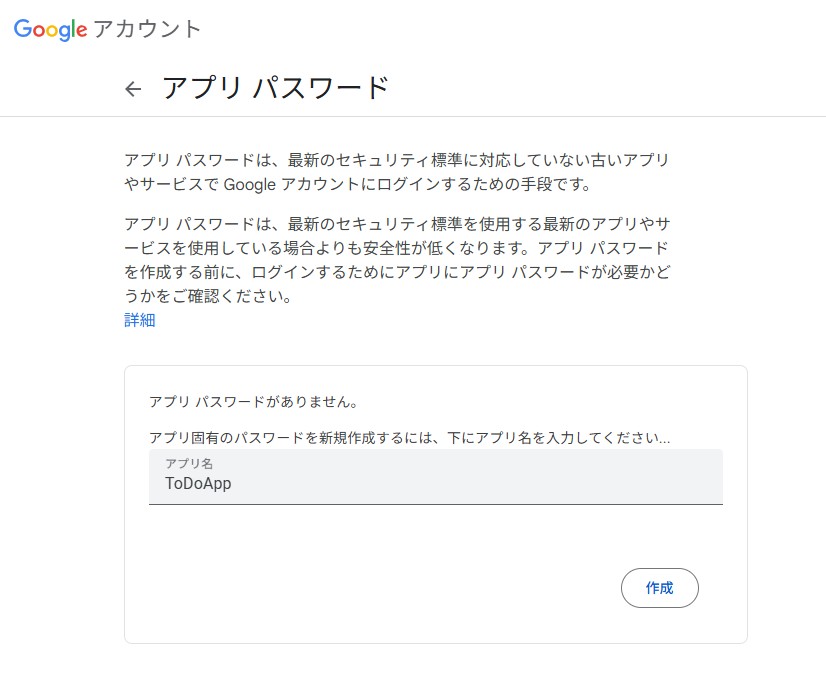 Google アカウント
← アプリ パスワード
アプリ パスワードは、最新のセキュリティ標準に対応していない古いアプリ
やサービスで Google アカウントにログインするための手段です。
アプリ パスワードは、最新のセキュリティ標準を使用する最新のアプリやサ
ービスを使用している場合よりも安全性が低くなります。アプリ パスワード
を作成する前に、ログインするためにアプリにアプリ パスワードが必要かど
うかをご確認ください。
詳細
アプリ パスワードがありません。
アプリ固有のパスワードを新規作成するには、下にアプリ名を入力してください...
アプリ名
ToDoApp
作成